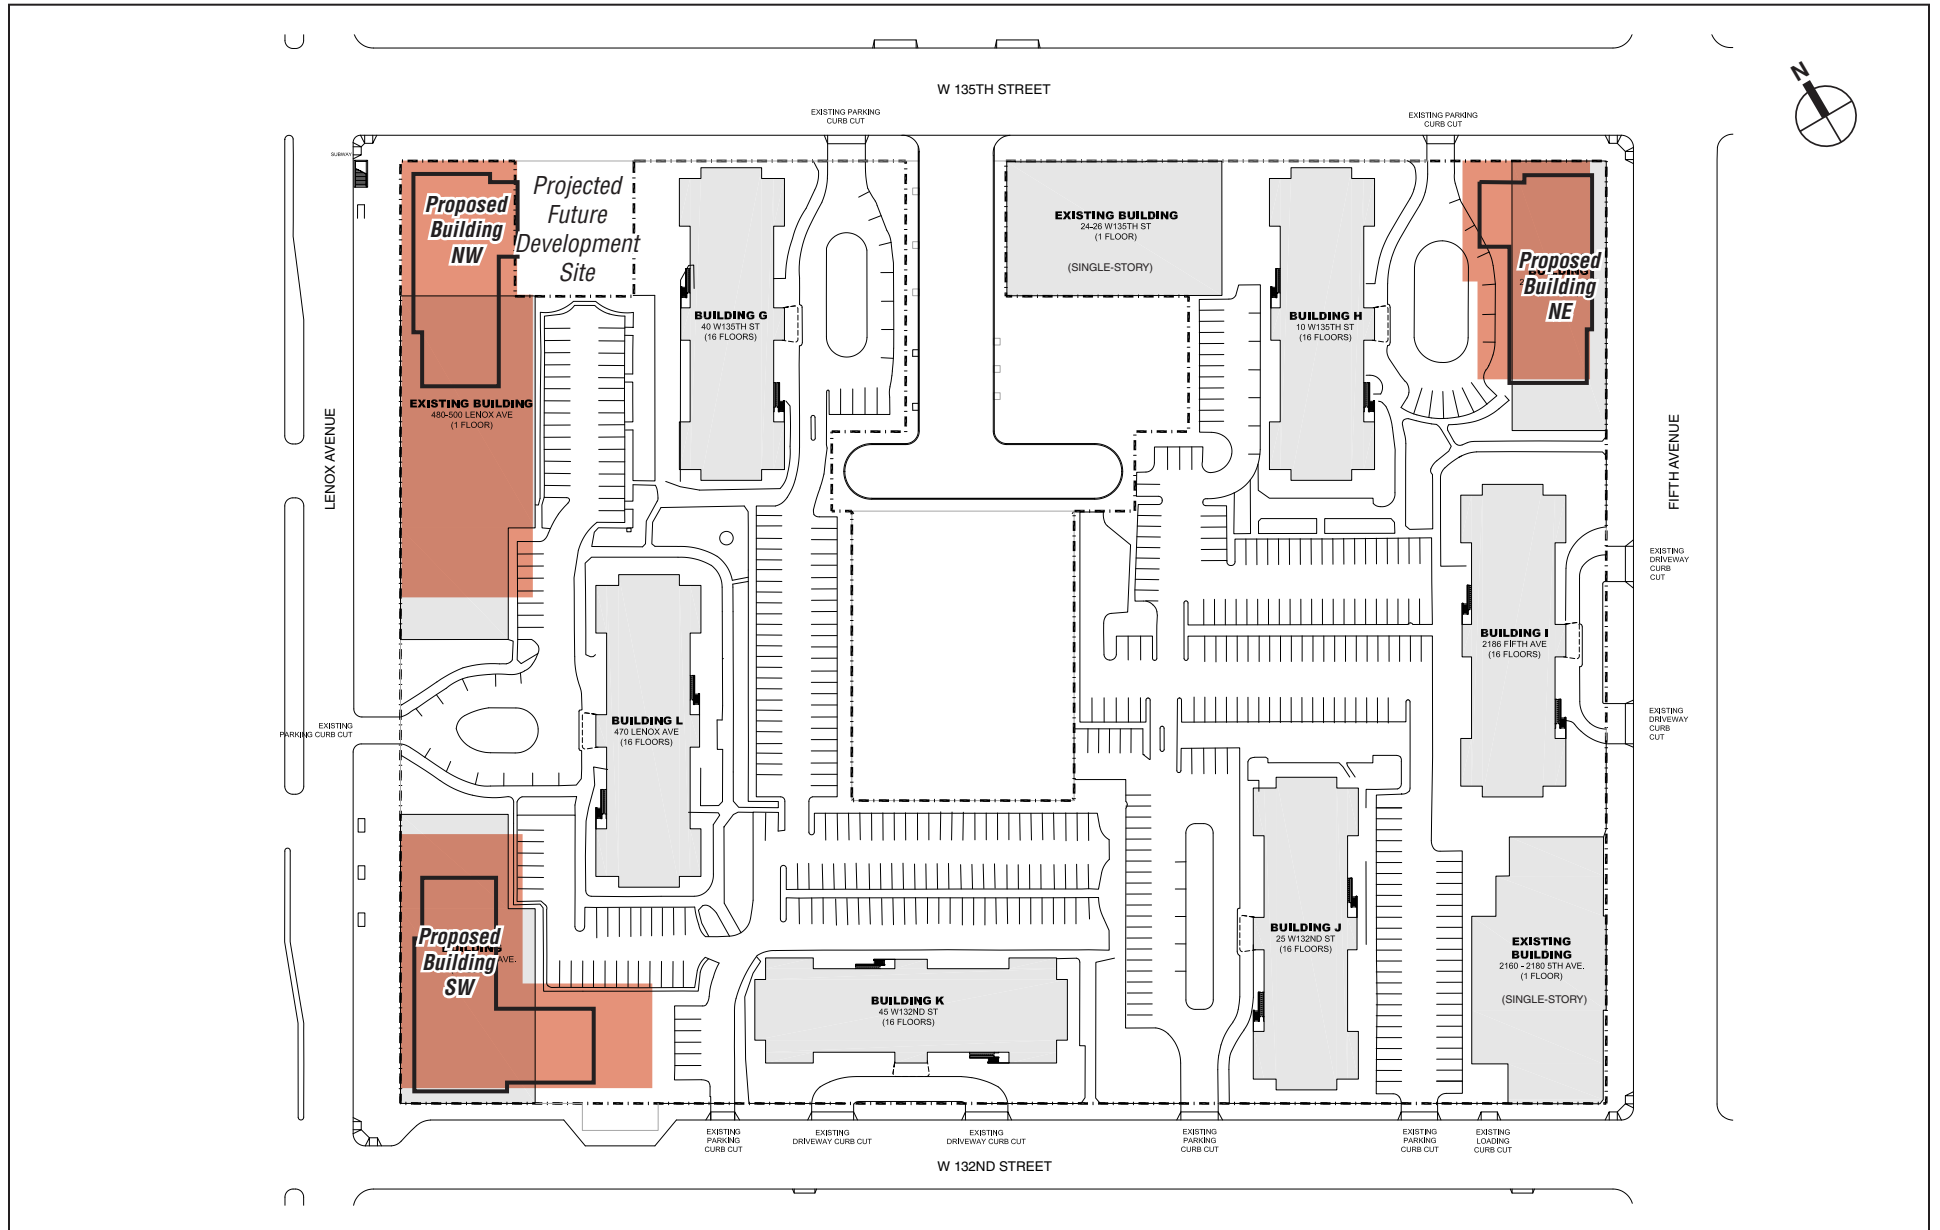 W 135TH STREET
N
EXISTING PARKING
CURB CUT
EXISTING PARKING
CURB CUT
SUBWAY
Proposed
Building
NW
Projected
Future
Development
Site
EXISTING BUILDING
24-26 W135TH ST
(1 FLOOR)
(SINGLE-STORY)
Proposed
Building
NE
BUILDING G
40 W135TH ST
(16 FLOORS)
BUILDING H
10 W135TH ST
(16 FLOORS)
EXISTING BUILDING
480-500 LENOX AVE
(1 FLOOR)
LENOX AVENUE
FIFTH AVENUE
EXISTING
DRIVEWAY
CURB
CUT
BUILDING I
2186 FIFTH AVE
(16 FLOORS)
EXISTING
DRIVEWAY
CURB
CUT
EXISTING
PARKING CURB CUT
BUILDING L
470 LENOX AVE
(16 FLOORS)
Proposed
Building
SW
AVE.
BUILDING J
25 W132ND ST
(16 FLOORS)
EXISTING
BUILDING
2160 - 2180 5TH AVE.
(1 FLOOR)
(SINGLE-STORY)
BUILDING K
45 W132ND ST
(16 FLOORS)
EXISTING
PARKING
CURB CUT
EXISTING
DRIVEWAY CURB CUT
EXISTING
DRIVEWAY CURB CUT
EXISTING
PARKING
CURB CUT
EXISTING
PARKING
CURB CUT
EXISTING
LOADING
CURB CUT
W 132ND STREET